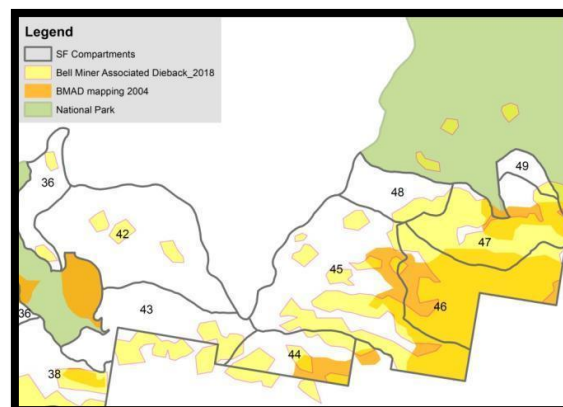 Legend
SF Compartments
Bell Miner Associated Dieback_2018
BMAD mapping 2004
National Park
49
36
48
42
47
45
46
43
36
44
38